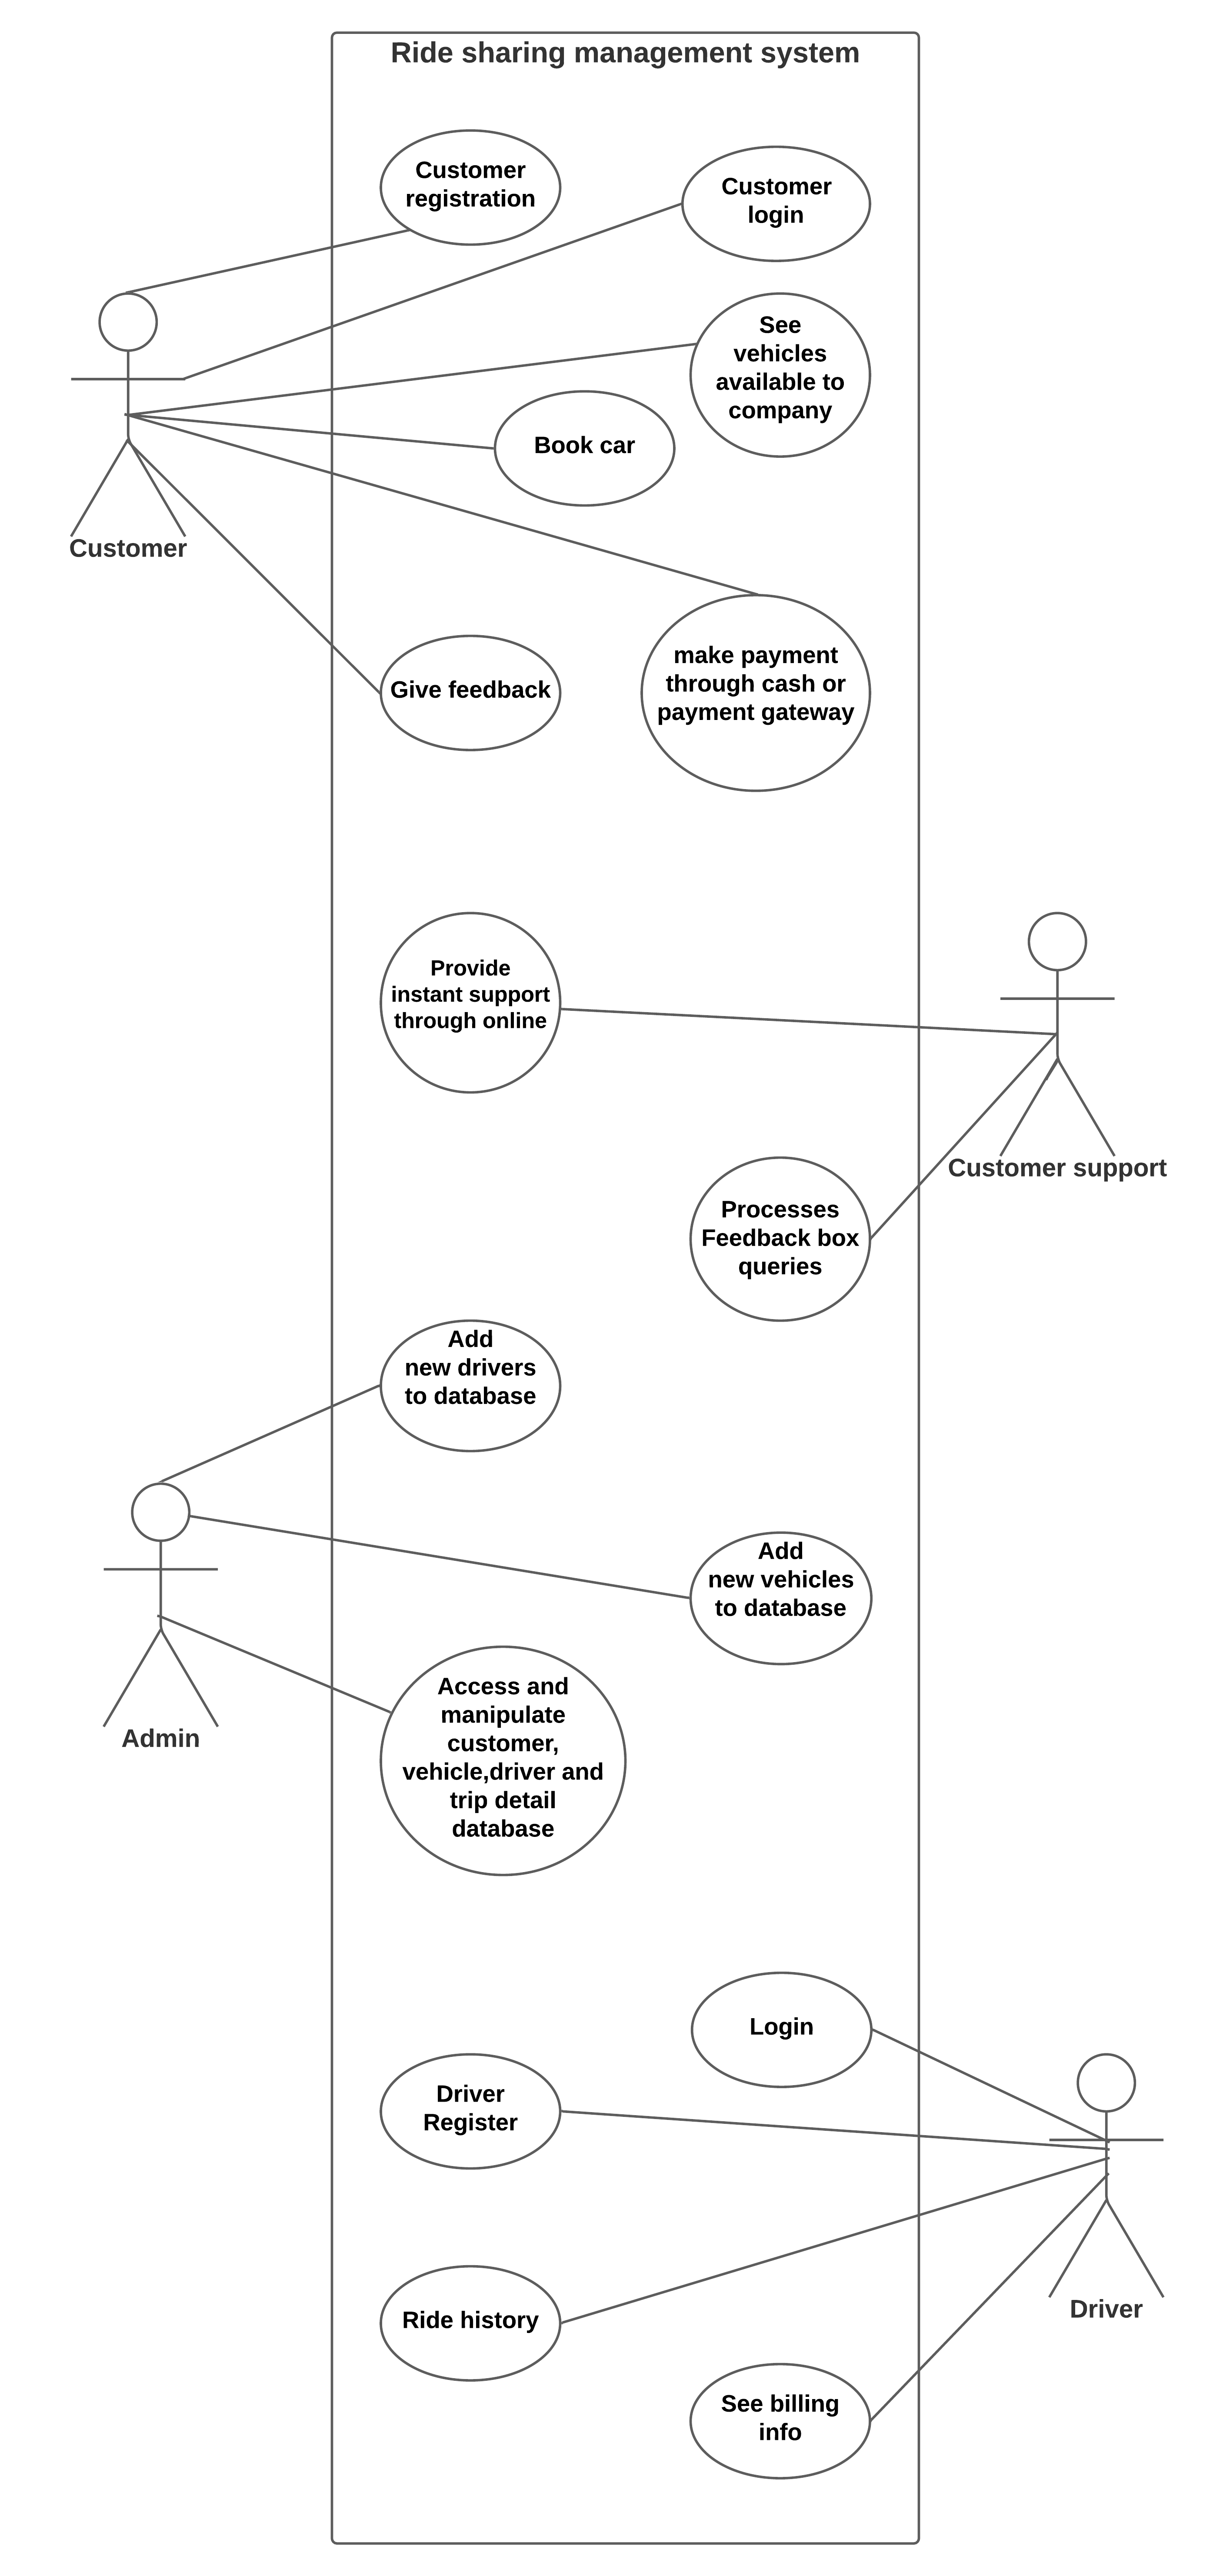 Ride sharing management system
Customer
registration
Customer
login
See
vehicles
available to
company
Book car
Customer
make payment
through cash or
payment gateway
Give feedback
Provide
instant support
through online
Customer support
Processes
Feedback box
queries
Add
new drivers
to database
Add
new vehicles
to database
Admin
Access and
manipulate
customer,
vehicle,driver and
trip detail
database
Login
Driver
Register
Driver
Ride history
See billing
info